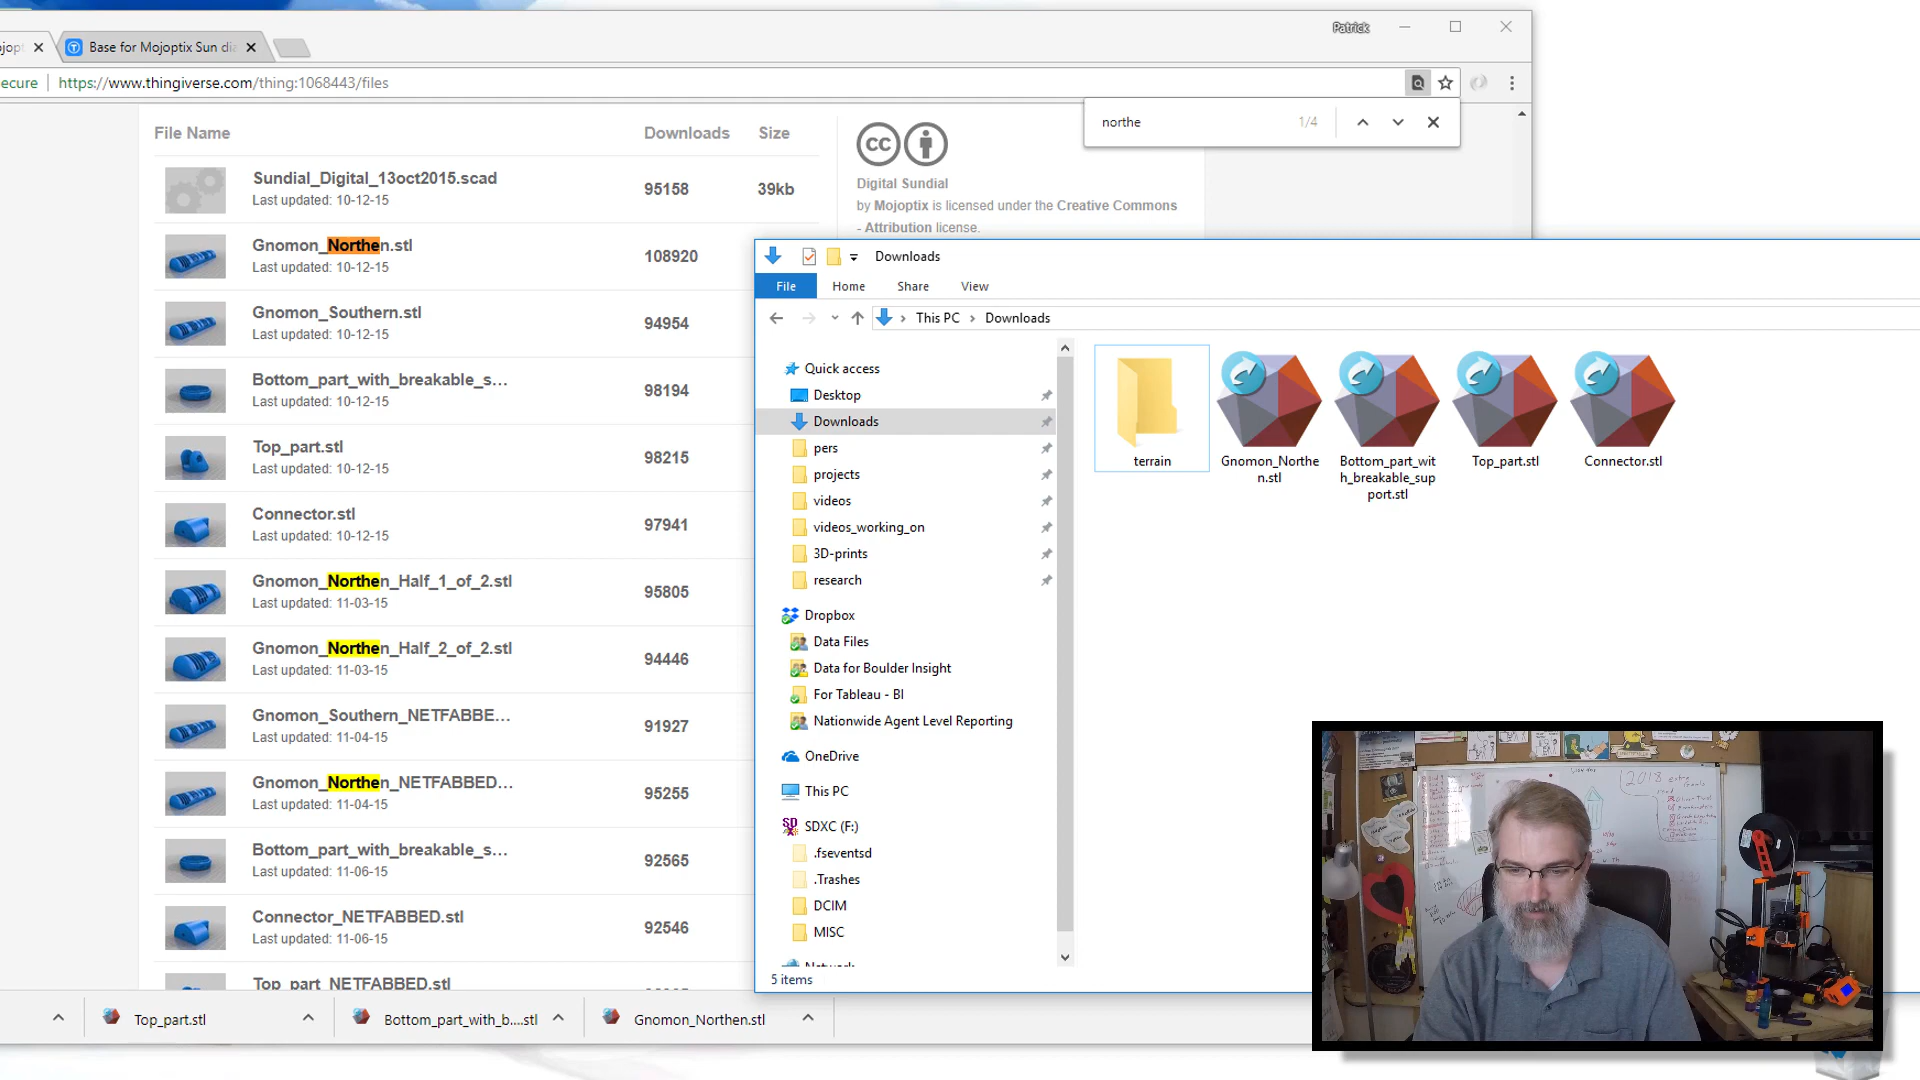 Patrick
ojopt
Base for Mojoptix Sun di
ecure
https://www.thingiverse.com/thing:1068443/files
northe 1/4
File Name Downloads Size
Sundial_Digital_13oct2015.scad
Last updated: 10-12-15
95158 39kb
Gnomon_Northen.stl
Last updated: 10-12-15
108920
Gnomon_Southern.stl
Last updated: 10-12-15
94954
Bottom_part_with_breakable_s...
Last updated: 10-12-15
98194
Top_part.stl
Last updated: 10-12-15
98215
Connector.stl
Last updated: 10-12-15
97941
Gnomon_Northen_Half_1_of_2.stl
Last updated: 11-03-15
95805
Gnomon_Northen_Half_2_of_2.stl
Last updated: 11-03-15
94446
Gnomon_Southern_NETFABBE...
Last updated: 11-04-15
91927
Gnomon_Northen_NETFABBED...
Last updated: 11-04-15
95255
Bottom_part_with_breakable_s...
Last updated: 11-06-15
92565
Connector_NETFABBED.stl
Last updated: 11-06-15
92546
Top_part_NETFABBED.stl
cc
Digital Sundial
by Mojoptix is licensed under the Creative Commons
- Attribution license.
Downloads
File Home Share View
This PC > Downloads
Quick access
Desktop
Downloads
pers
projects
videos
videos_working_on
3D-prints
research
Dropbox
Data Files
Data for Boulder Insight
For Tableau - BI
Nationwide Agent Level Reporting
OneDrive
This PC
SDXC (F:)
.fseventsd
.Trashes
DCIM
MISC
Network
5 items
terrain
Gnomon_Northe
n.stl
Bottom_part_wit
h_breakable_sup
port.stl
Top_part.stl
Connector.stl
2018
Top_part.stl
Bottom_part_with_b....stl
Gnomon_Northen.stl